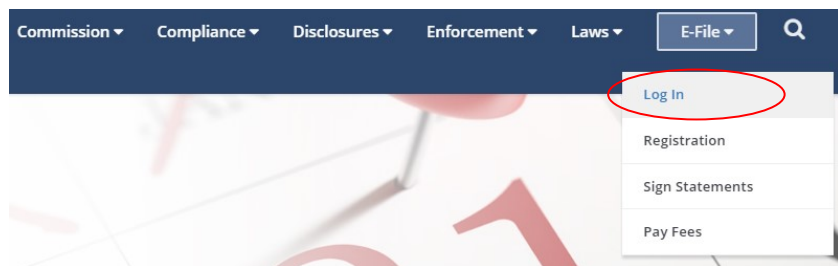 Commission Compliance Disclosures Enforcement Laws E-File
Log In
Registration
Sign Statements
Pay Fees